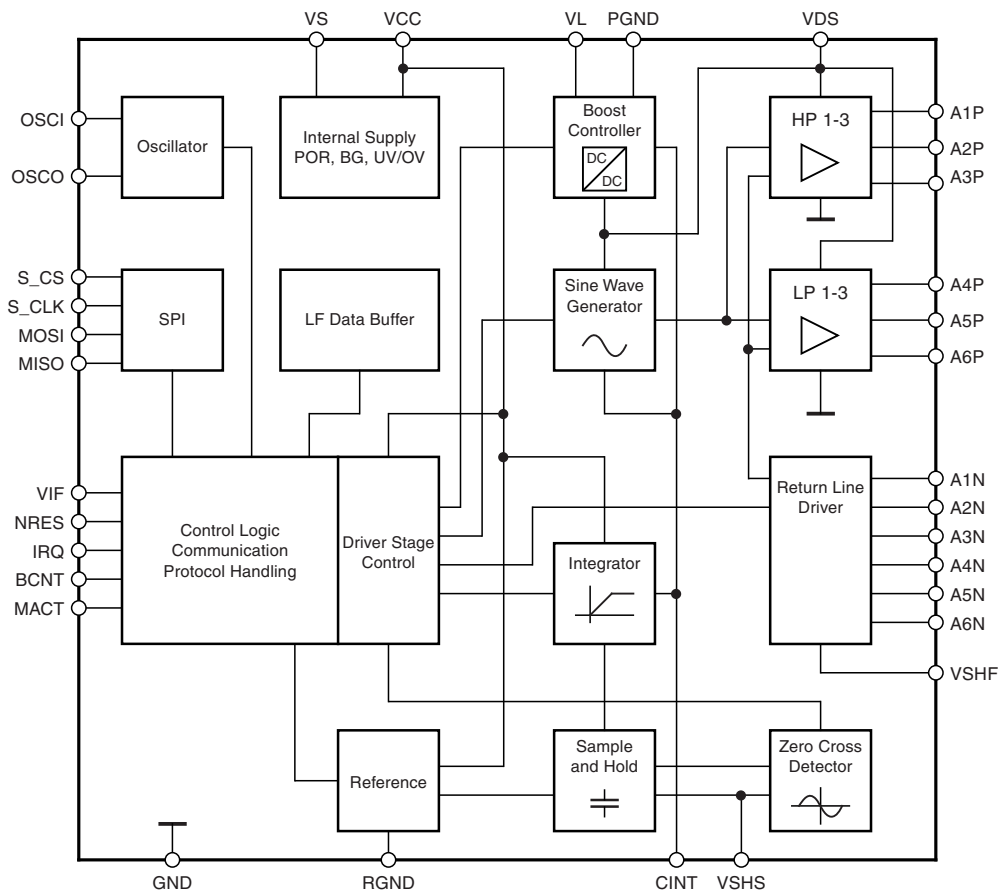 VS
VCC
VL
PGND
VDS
OSCI
OSCO
Oscillator
Internal Supply
POR, BG, UV/OV
Boost
Controller
DC
DC
HP 1-3
A1P
A2P
A3P
S_CS
S_CLK
MOSI
MISO
SPI
LF Data Buffer
Sine Wave
Generator
LP 1-3
A4P
A5P
A6P
VIF
NRES
IRQ
BCNT
MACT
Control Logic
Communication
Protocol Handling
Driver Stage
Control
Integrator
Return Line
Driver
A1N
A2N
A3N
A4N
A5N
A6N
VSHF
Reference
Sample
and Hold
Zero Cross
Detector
GND
RGND
CINT
VSHS